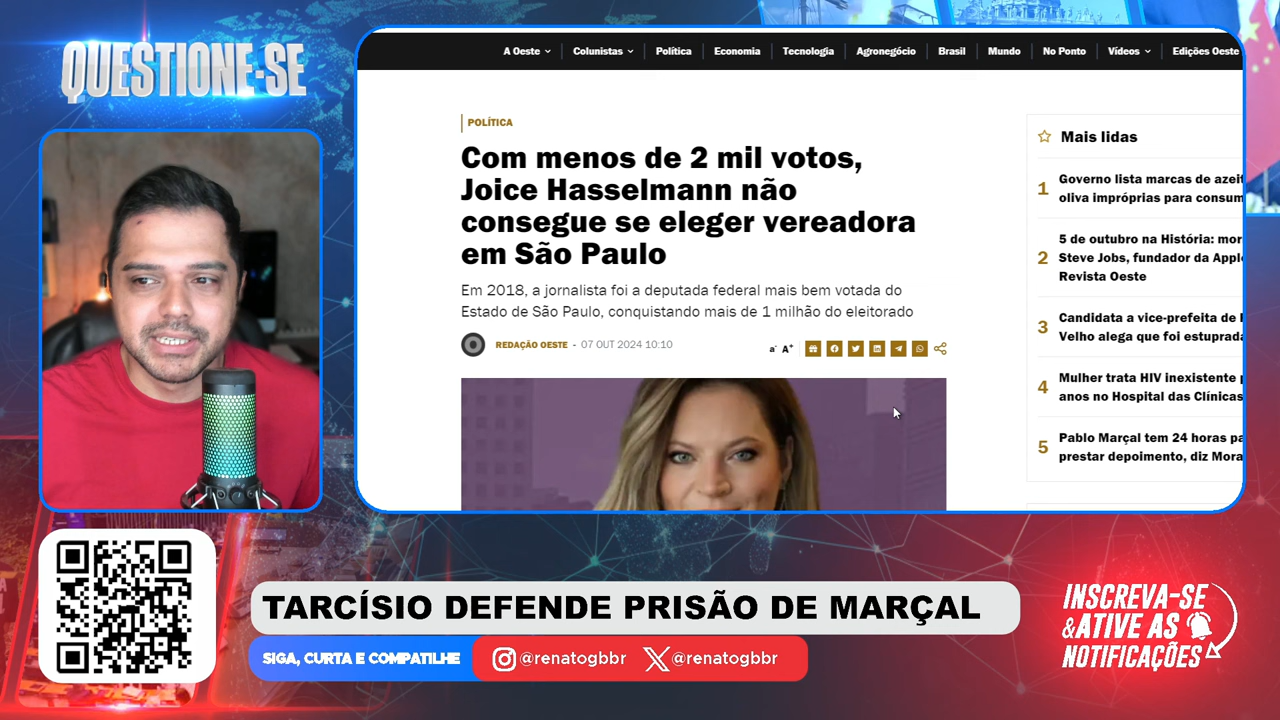 QUESTIONE-SE
A Oeste
Colunistas
Política
Economia
Tecnologia
Agronegócio
Brasil
Mundo
No Ponto
Vídeos
Edições Oeste
POLÍTICA
Com menos de 2 mil votos,
Joice Hasselmann não
consegue se eleger vereadora
em São Paulo
Em 2018, a jornalista foi a deputada federal mais bem votada do
Estado de São Paulo, conquistando mais de 1 milhão do eleitorado
REDAÇÃO OESTE - 07 OUT 2024 10:10
a- A+
Mais lidas
1
Governo lista marcas de azeit
oliva impróprias para consum
2
5 de outubro na História: mor
Steve Jobs, fundador da Apple
Revista Oeste
3
Candidata a vice-prefeita de
Velho alega que foi estuprada
4
Mulher trata HIV inexistente
anos no Hospital das Clínicas
5
Pablo Marçal tem 24 horas pa
prestar depoimento, diz Mora
TARCÍSIO DEFENDE PRISÃO DE MARÇAL
SIGA, CURTA E COMPATILHE
@renatogbbr
@renatogbbr
INSCREVA-SE
&ATIVE AS
NOTIFICAÇÕES